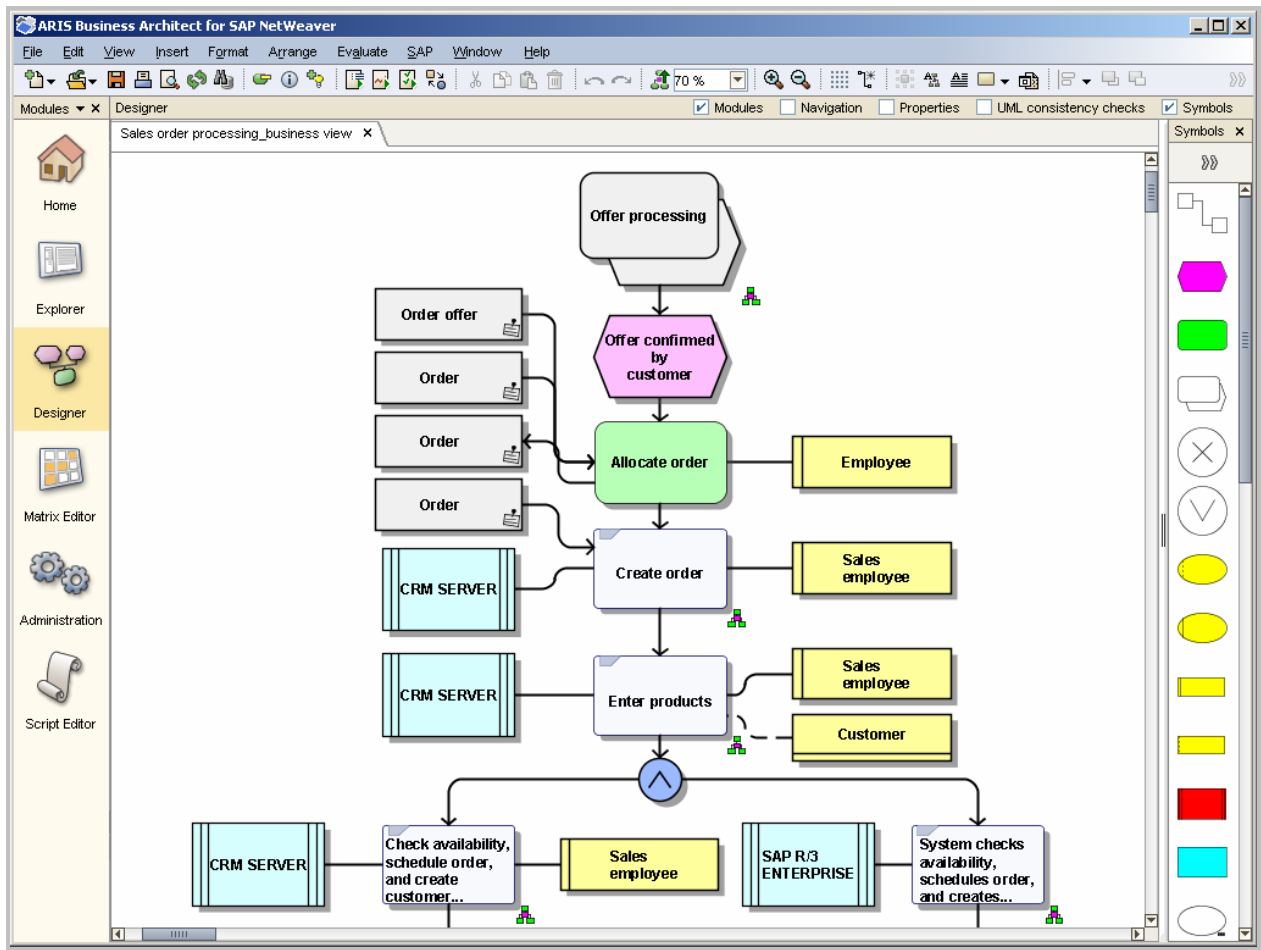 ARIS Business Architect for SAP NetWeaver
File Edit View Insert Format Arrange Evaluate SAP Window Help
70 %
Modules Designer Modules Navigation Properties UML consistency checks Symbols
Sales order processing_business view
Symbols
Home
Explorer
Designer
Matrix Editor
Administration
Script Editor
Offer processing
Order offer
Offer confirmed
by
customer
Order
Order
Allocate order
Employee
Order
Create order
Sales
employee
CRM SERVER
Enter products
Sales
employee
CRM SERVER
Customer
CRM SERVER
Check availability,
schedule order,
and create
customer...
Sales
employee
SAP R/3
ENTERPRISE
System checks
availability,
schedules order,
and creates...